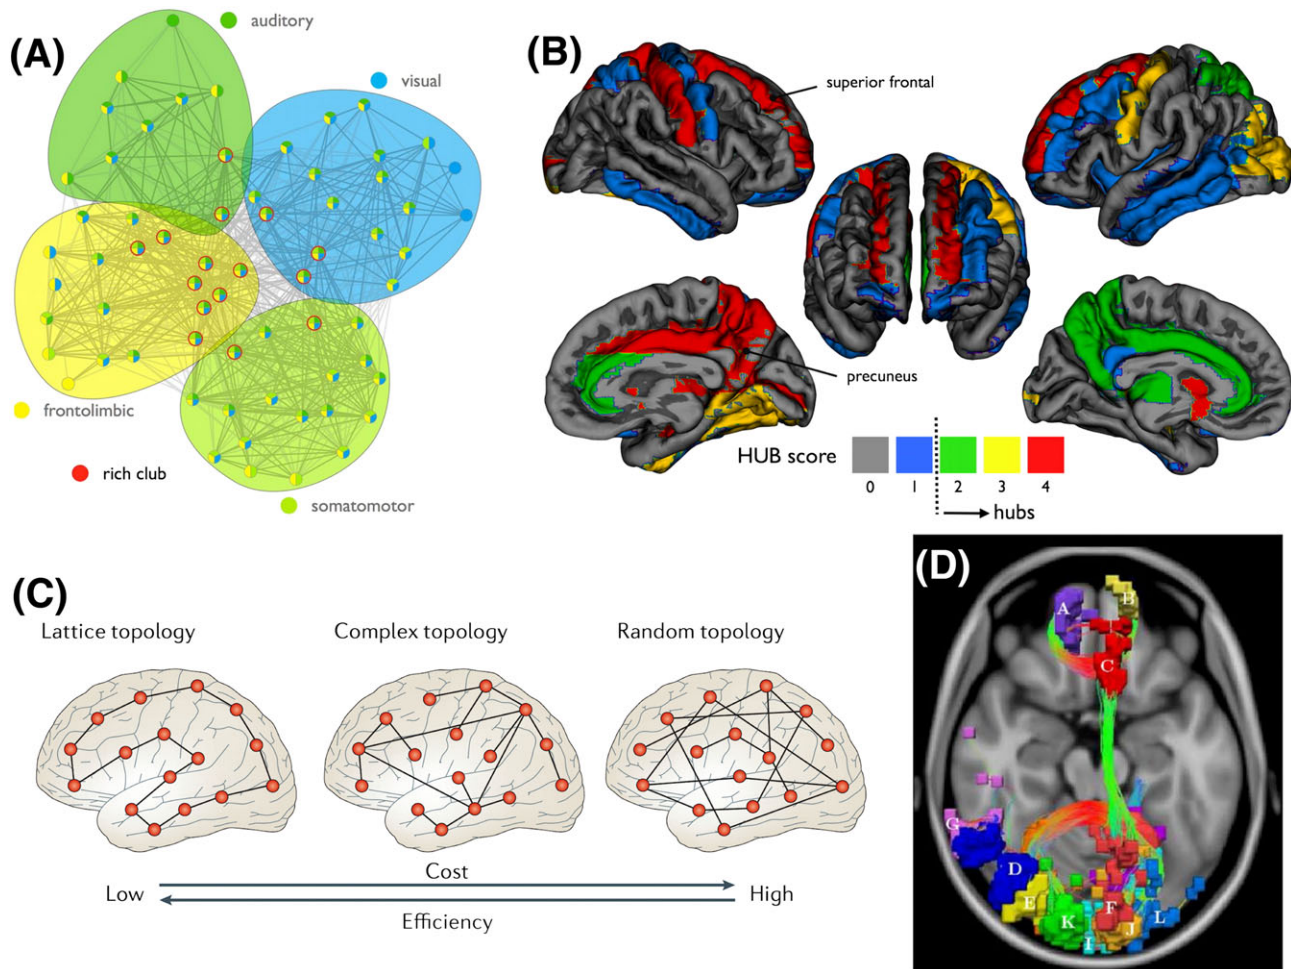 (A)
auditory
visual
frontolimbic
rich club
somatomotor
(B)
superior frontal
precuneus
HUB score
0 1 2 3 4
hubs
(C)
Lattice topology
Complex topology
Random topology
Cost
Low
High
Efficiency
(D)
A
B
C
G
D
E
K
F
I
J
L